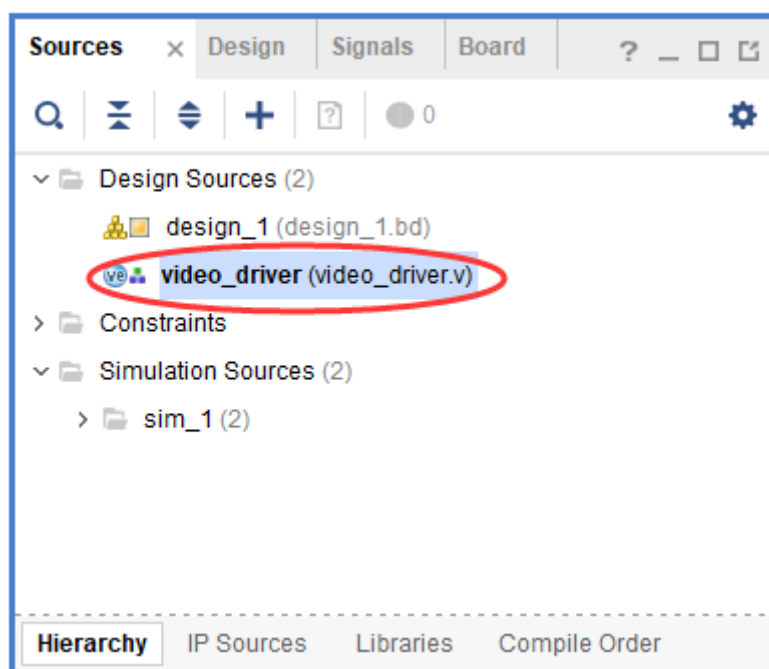 Sources × Design Signals Board ?
? 0
Design Sources (2)
design_1 (design_1.bd)
ve video_driver (video_driver.v)
Constraints
Simulation Sources (2)
sim_1 (2)
Hierarchy IP Sources Libraries Compile Order